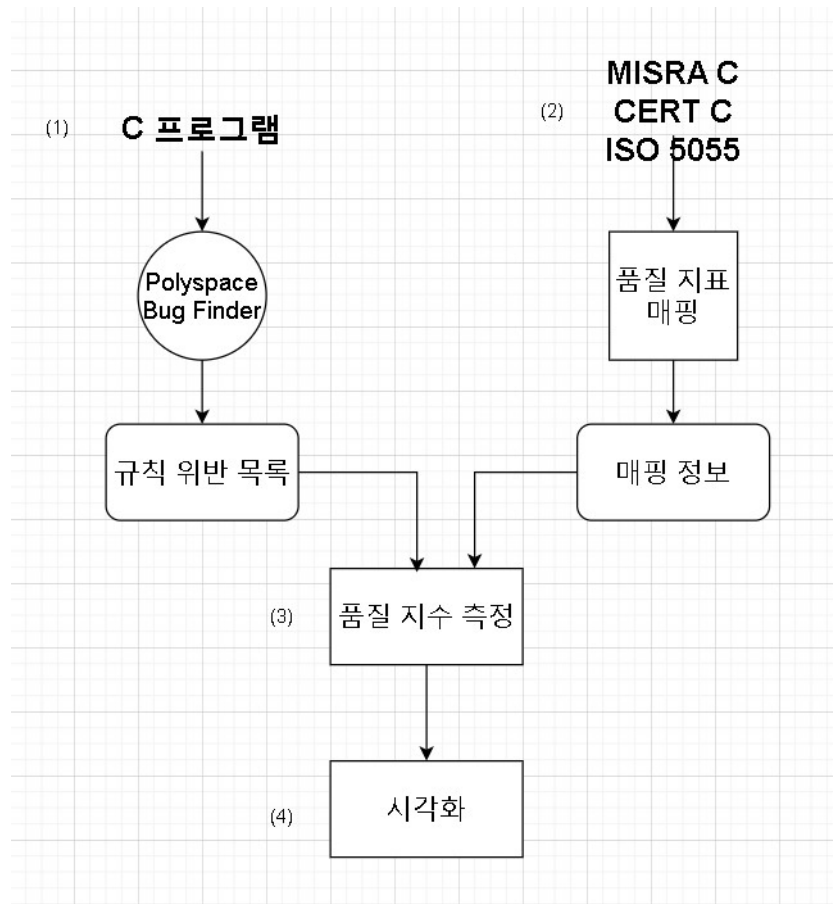 (1)
C 프로그램
(2)
MISRA C
CERT C
ISO 5055
Polyspace
Bug Finder
품질 지표
매핑
규칙 위반 목록
매핑 정보
(3)
품질 지수 측정
(4)
시각화